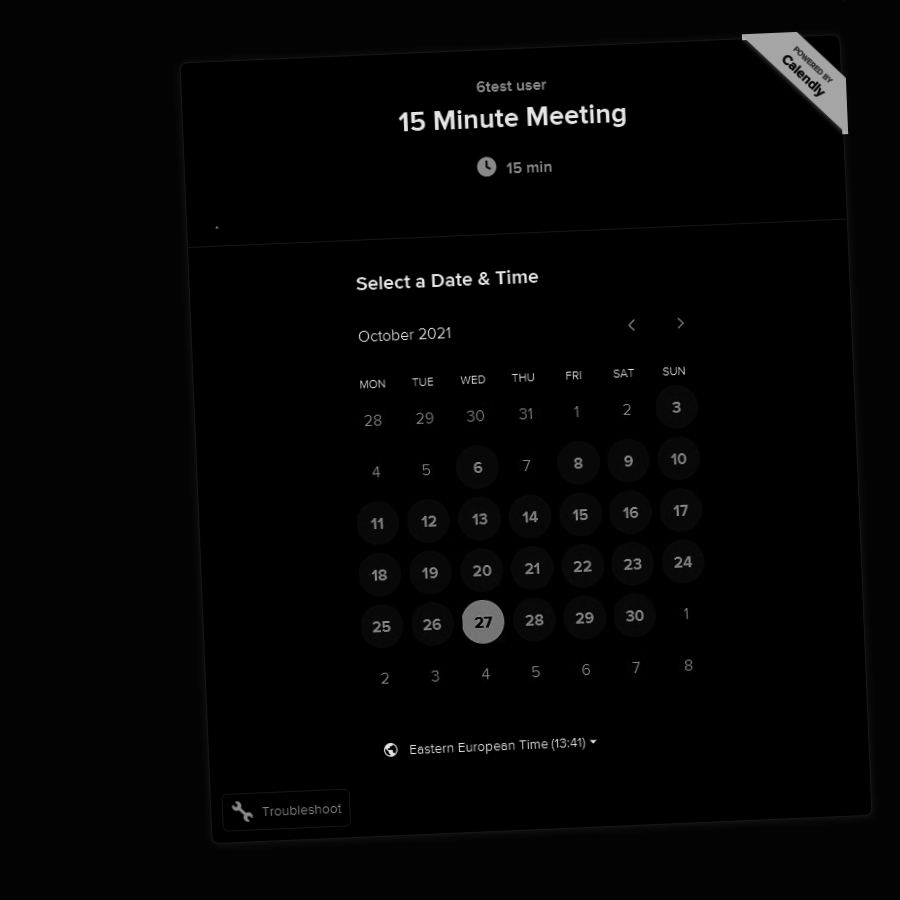 POWERED BY
Calendly
6test user
15 Minute Meeting
15 min
Select a Date & Time
October 2021
MON TUE WED THU FRI SAT SUN
28 29 30 31 1 2 3
4 5 6 7 8 9 10
11 12 13 14 15 16 17
18 19 20 21 22 23 24
25 26 27 28 29 30 1
2 3 4 5 6 7 8
Eastern European Time (13:41)
Troubleshoot